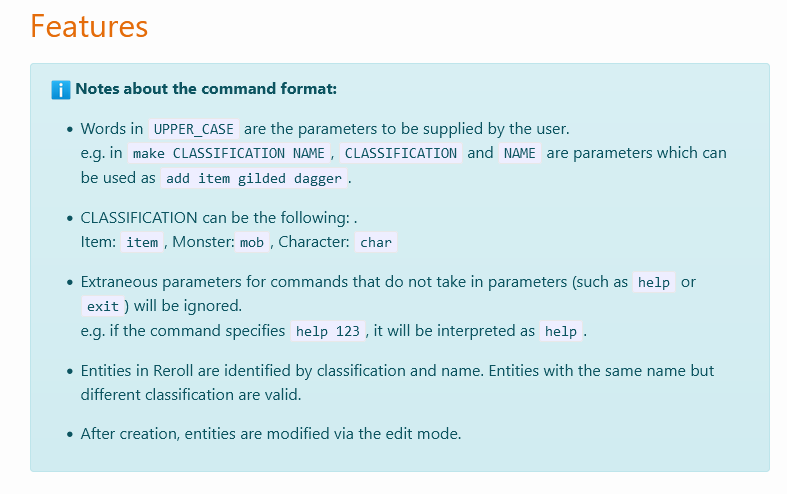 Features
i Notes about the command format:
• Words in UPPER_CASE are the parameters to be supplied by the user.
e.g. in make CLASSIFICATION NAME , CLASSIFICATION and NAME are parameters which can
be used as add item gilded dagger .
• CLASSIFICATION can be the following: .
Item: item , Monster: mob , Character: char
• Extraneous parameters for commands that do not take in parameters (such as help or
exit ) will be ignored.
e.g. if the command specifies help 123 , it will be interpreted as help .
• Entities in Reroll are identified by classification and name. Entities with the same name but
different classification are valid.
• After creation, entities are modified via the edit mode.